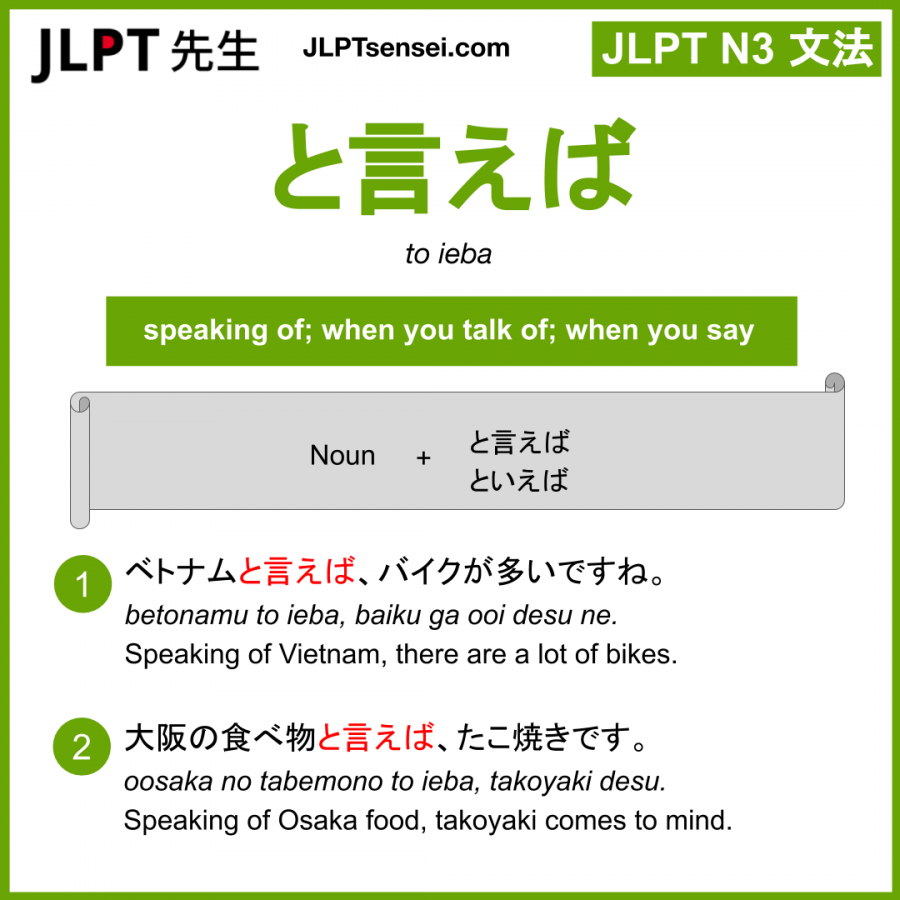 JLPT 先生
JLPTsensei.com
JLPT N3 文法
と言えば
to ieba
speaking of; when you talk of; when you say
Noun + と言えば
といえば
1 ベトナムと言えば、バイクが多いですね。
betonamu to ieba, baiku ga ooi desu ne.
Speaking of Vietnam, there are a lot of bikes.
2 大阪の食べ物と言えば、たこ焼きです。
oosaka no tabemono to ieba, takoyaki desu.
Speaking of Osaka food, takoyaki comes to mind.